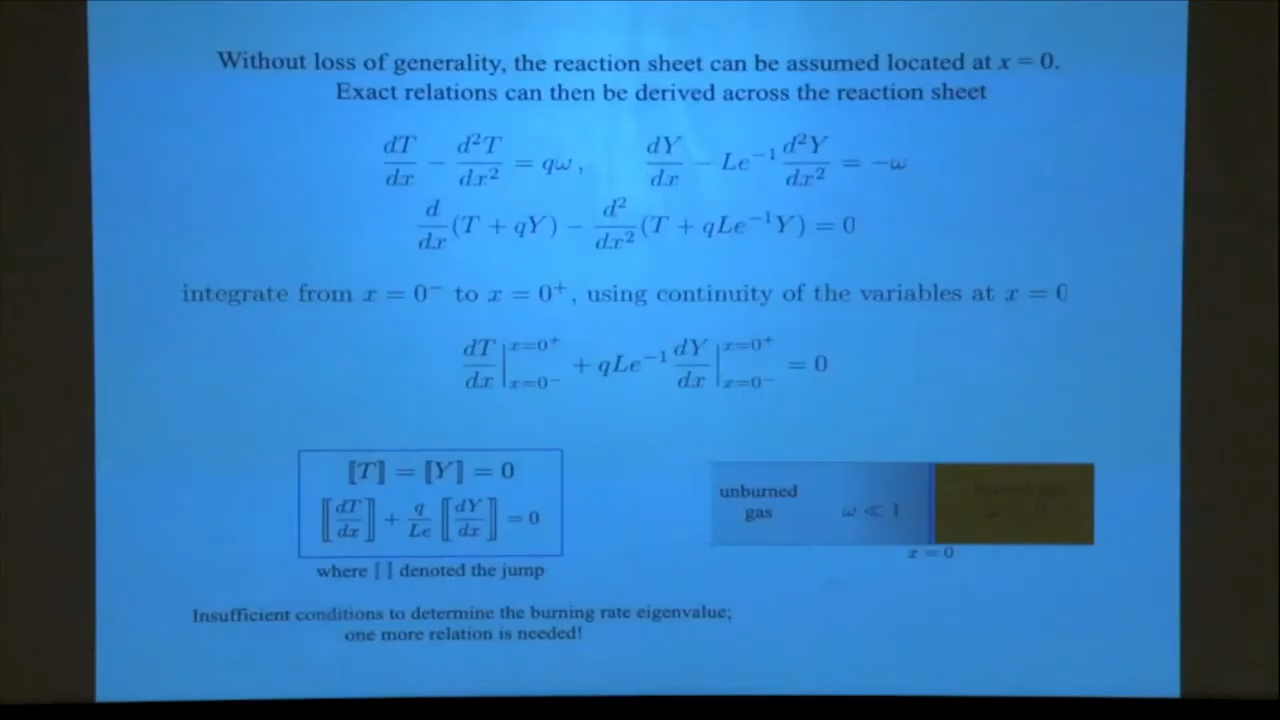 Without loss of generality, the reaction sheet can be assumed located at x = 0.
Exact relations can then be derived across the reaction sheet
dT/dx − d²T/dx² = qω , dY/dx − Le⁻¹ d²Y/dx² = −ω
d/dx (T + qY) − d²/dx² (T + qLe⁻¹Y) = 0
integrate from x = 0⁻ to x = 0⁺, using continuity of the variables at x = 0
dT/dx |x=0⁺ x=0⁻ + qLe⁻¹ dY/dx |x=0⁺ x=0⁻ = 0
⟦T⟧ = ⟦Y⟧ = 0
⟦dT/dx⟧ + q/Le ⟦dY/dx⟧ = 0
where [ ] denoted the jump
unburned
gas
ω ≪ 1
x = 0
Insufficient conditions to determine the burning rate eigenvalue;
one more relation is needed!